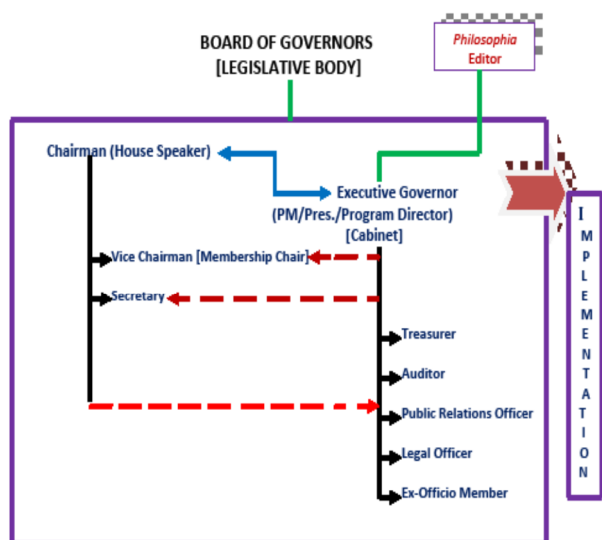 Philosophia
Editor
BOARD OF GOVERNORS
[LEGISLATIVE BODY]
Chairman (House Speaker)
Executive Governor
(PM/Pres./Program Director)
[Cabinet]
Vice Chairman [Membership Chair]
Secretary
Treasurer
Auditor
Public Relations Officer
Legal Officer
Ex-Officio Member
IMPLEMENTATION